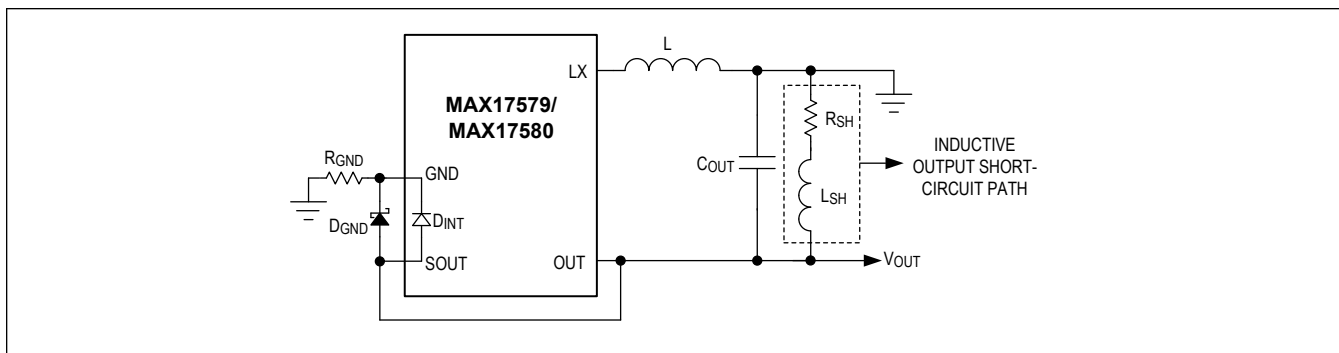 L
LX
MAX17579/
MAX17580
RSH
INDUCTIVE
OUTPUT SHORT-
CIRCUIT PATH
COUT
RGND
GND
LSH
DGND
DINT
SOUT
OUT
VOUT